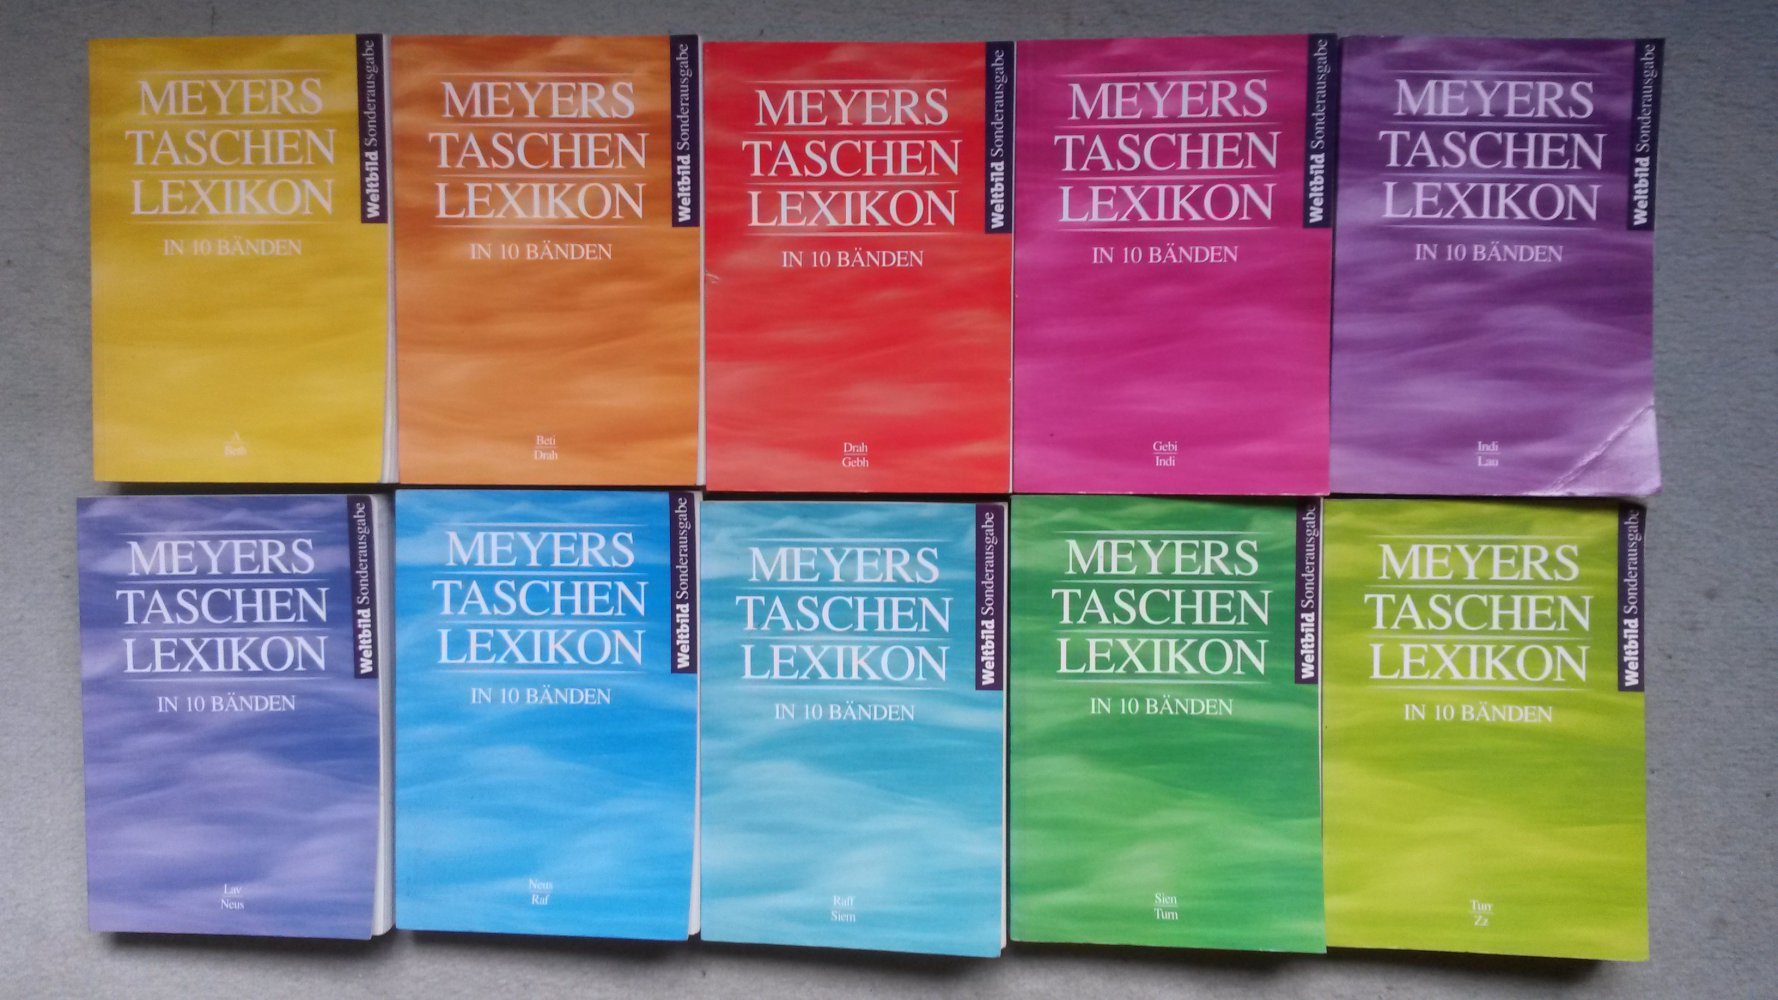 MEYERS
TASCHEN
LEXIKON
IN 10 BÄNDEN
Weltbild Sonderausgabe
A
Beth
MEYERS
TASCHEN
LEXIKON
IN 10 BÄNDEN
Weltbild Sonderausgabe
Beti
Drah
MEYERS
TASCHEN
LEXIKON
IN 10 BÄNDEN
Weltbild Sonderausgabe
Drah
Gebh
MEYERS
TASCHEN
LEXIKON
IN 10 BÄNDEN
Weltbild Sonderausgabe
Gebi
Indi
MEYERS
TASCHEN
LEXIKON
IN 10 BÄNDEN
Weltbild Sonderausgabe
Indi
Lau
MEYERS
TASCHEN
LEXIKON
IN 10 BÄNDEN
Weltbild Sonderausgabe
Lav
Neus
MEYERS
TASCHEN
LEXIKON
IN 10 BÄNDEN
Weltbild Sonderausgabe
Neus
Raf
MEYERS
TASCHEN
LEXIKON
IN 10 BÄNDEN
Weltbild Sonderausgabe
Raff
Siem
MEYERS
TASCHEN
LEXIKON
IN 10 BÄNDEN
Weltbild Sonderausgabe
Sien
Turn
MEYERS
TASCHEN
LEXIKON
IN 10 BÄNDEN
Weltbild Sonderausgabe
Turr
Zz